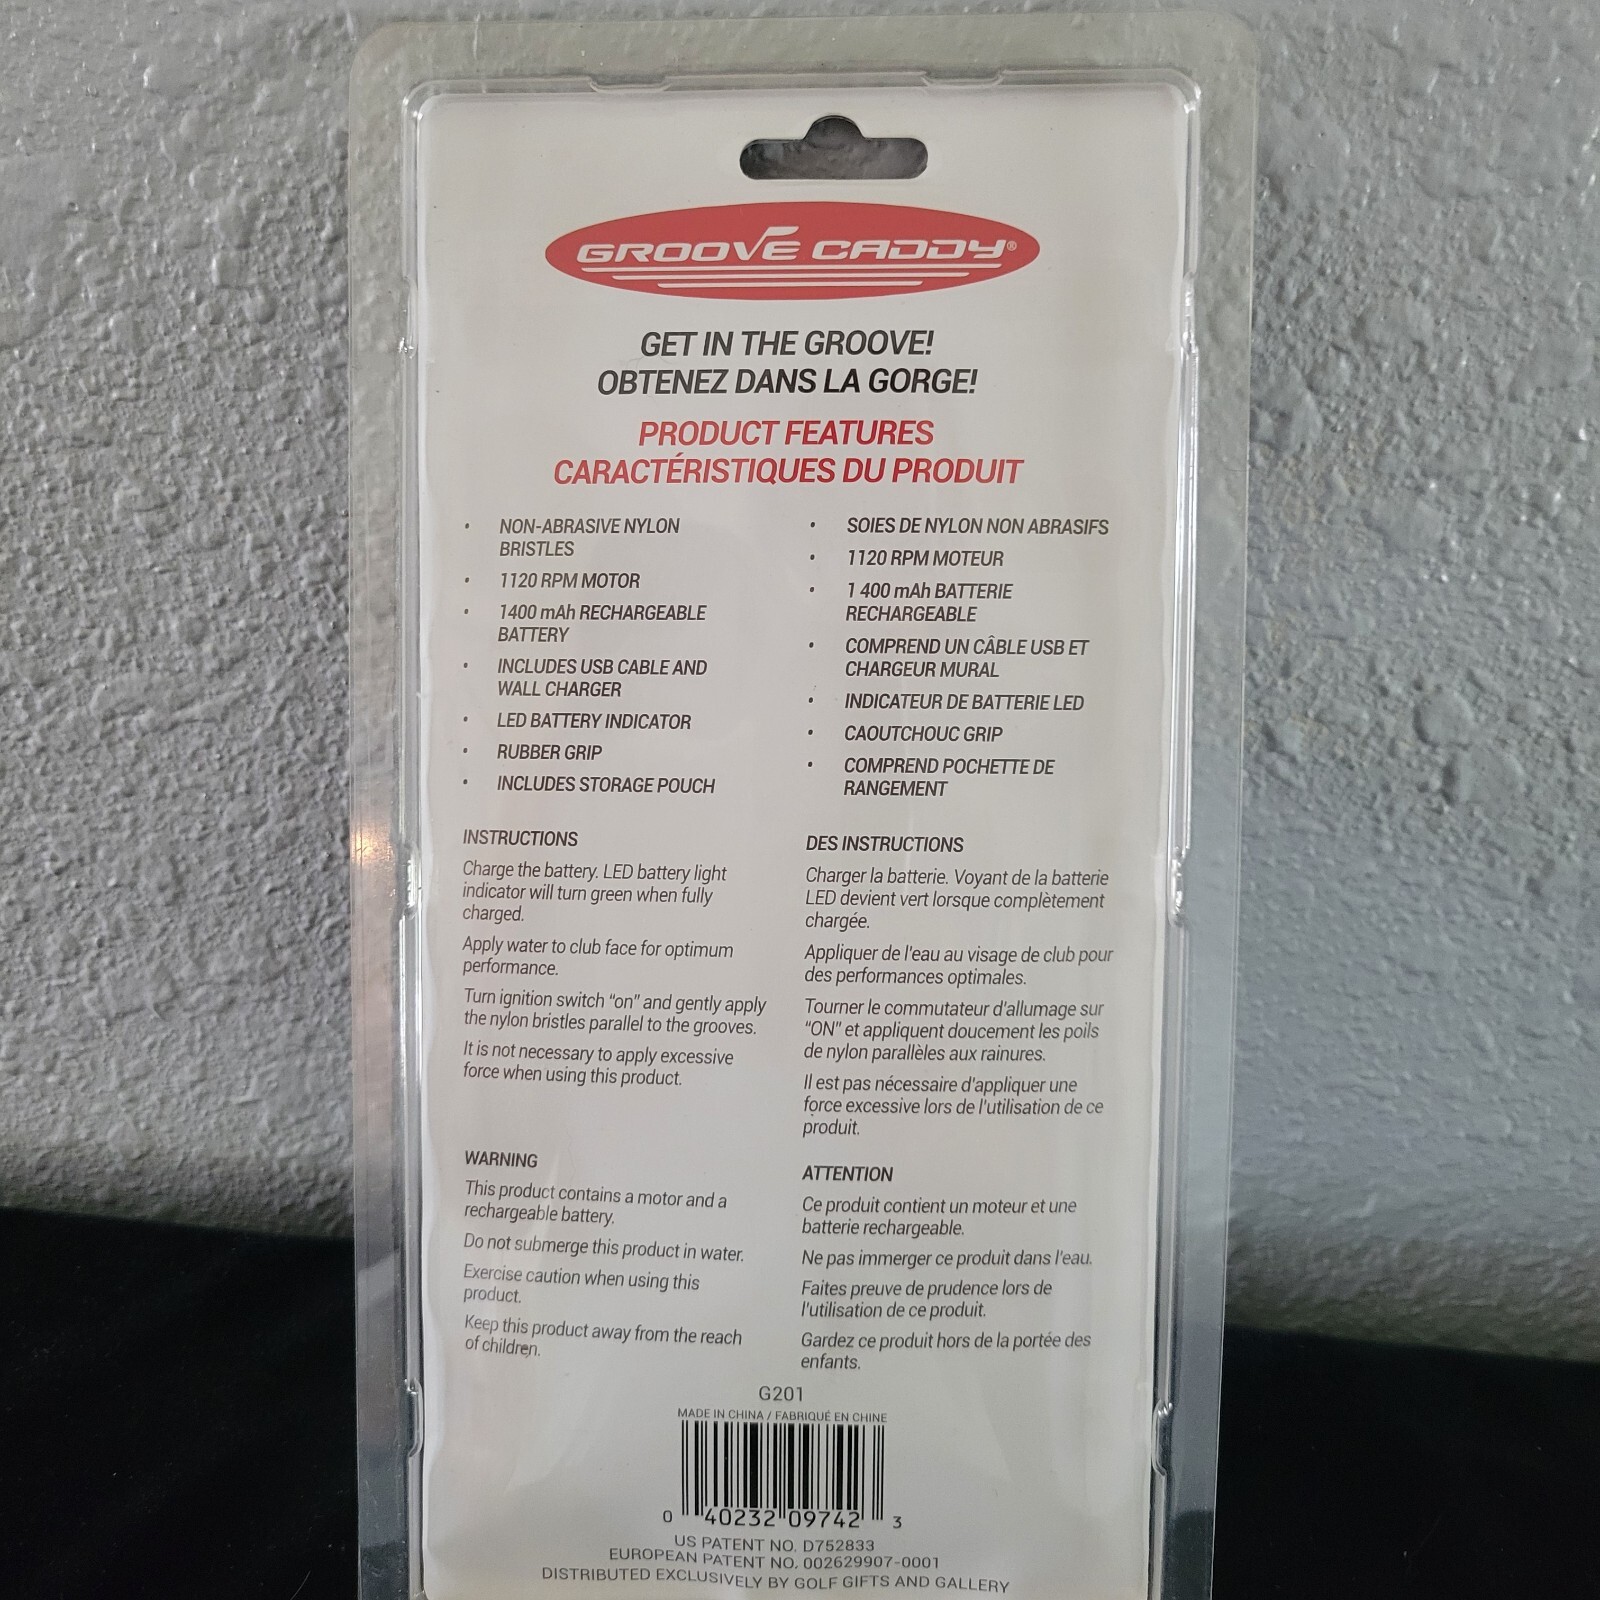 GROOVE CADDY®
GET IN THE GROOVE!
OBTENEZ DANS LA GORGE!
PRODUCT FEATURES
CARACTÉRISTIQUES DU PRODUIT
• NON-ABRASIVE NYLON
BRISTLES
• 1120 RPM MOTOR
• 1400 mAh RECHARGEABLE
BATTERY
• INCLUDES USB CABLE AND
WALL CHARGER
• LED BATTERY INDICATOR
• RUBBER GRIP
• INCLUDES STORAGE POUCH
INSTRUCTIONS
Charge the battery. LED battery light
indicator will turn green when fully
charged.
Apply water to club face for optimum
performance.
Turn ignition switch "on" and gently apply
the nylon bristles parallel to the grooves.
It is not necessary to apply excessive
force when using this product.
WARNING
This product contains a motor and a
rechargeable battery.
Do not submerge this product in water.
Exercise caution when using this
product.
Keep this product away from the reach
of children.
• SOIES DE NYLON NON ABRASIFS
• 1120 RPM MOTEUR
• 1 400 mAh BATTERIE
RECHARGEABLE
• COMPREND UN CÂBLE USB ET
CHARGEUR MURAL
• INDICATEUR DE BATTERIE LED
• CAOUTCHOUC GRIP
• COMPREND POCHETTE DE
RANGEMENT
DES INSTRUCTIONS
Charger la batterie. Voyant de la batterie
LED devient vert lorsque complètement
chargée.
Appliquer de l'eau au visage de club pour
des performances optimales.
Tourner le commutateur d'allumage sur
"ON" et appliquent doucement les poils
de nylon parallèles aux rainures.
Il est pas nécessaire d'appliquer une
force excessive lors de l'utilisation de ce
produit.
ATTENTION
Ce produit contient un moteur et une
batterie rechargeable.
Ne pas immerger ce produit dans l'eau.
Faites preuve de prudence lors de
l'utilisation de ce produit.
Gardez ce produit hors de la portée des
enfants.
G201
MADE IN CHINA / FABRIQUÉ EN CHINE
0 40232 09742 3
US PATENT NO. D752833
EUROPEAN PATENT NO. 002629907-0001
DISTRIBUTED EXCLUSIVELY BY GOLF GIFTS AND GALLERY